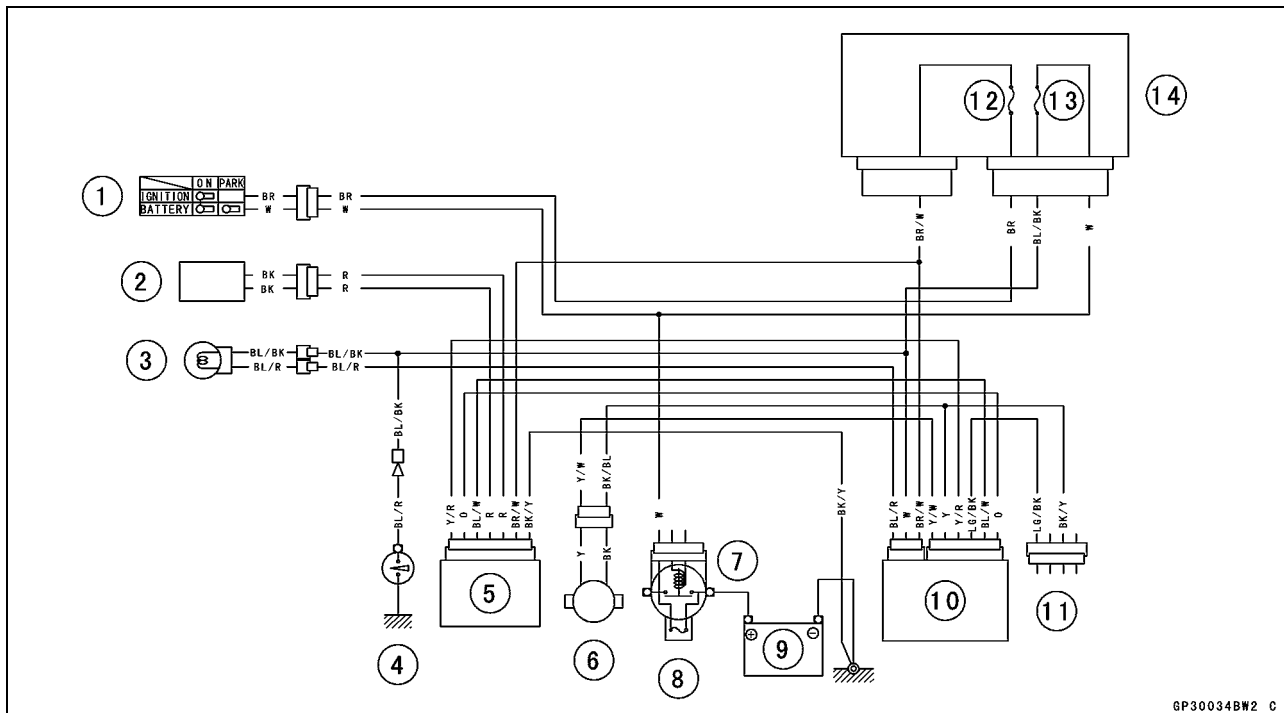 12
13
14
1
ON PARK
IGNITION
BATTERY
BR BR
W W
BR/W
BR
BL/BK
W
2
BK R
BK R
3
BL/BK BL/BK
BL/R BL/R
BL/BK
BL/R
Y/R
O
BL/W
R
R
BR/W
BK/Y
Y/W
BK/BL
Y
BK
W
BK/Y
BL/R
W
BR/W
Y/W
Y
Y/R
LG/BK
BL/W
O
LG/BK
BK/Y
4
5
6
7
8
9
10
11
GP30034BW2 C